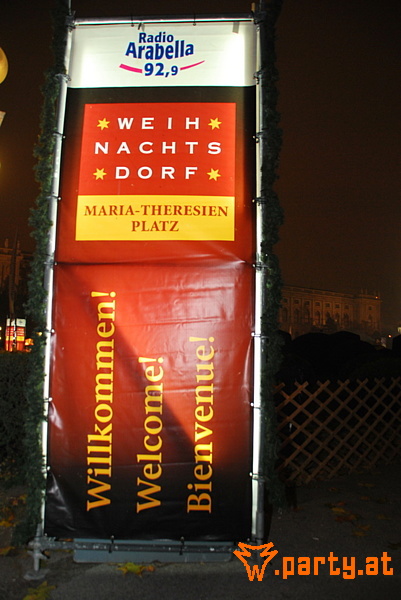 Radio
Arabella
92,9
WEIH
NACHTS
DORF
MARIA-THERESIEN
PLATZ
Willkommen!
Welcome!
Bienvenue!
w.party.at